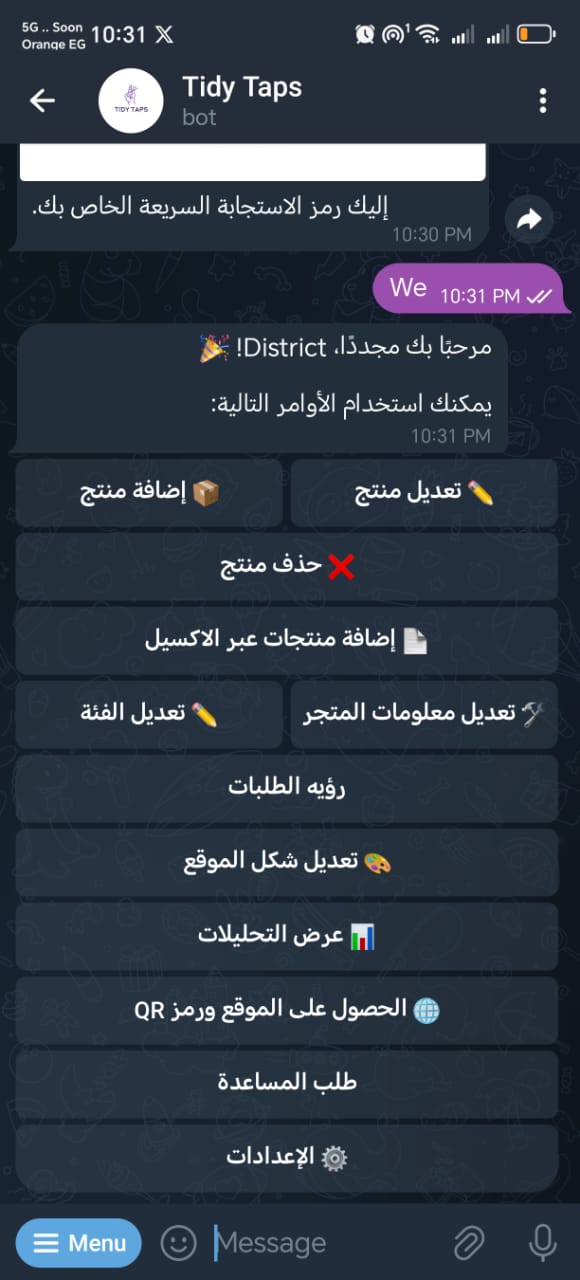 5G .. Soon
Orange EG
10:31 X
TIDY TAPS
Tidy Taps
bot
إليك رمز الاستجابة السريعة الخاص بك.
10:30 PM
We
10:31 PM
مرحبًا بك مجددًا، District! 🎉
يمكنك استخدام الأوامر التالية:
10:31 PM
✏️ تعديل منتج
📦 إضافة منتج
❌ حذف منتج
📄 إضافة منتجات عبر الاكسيل
🛠 تعديل معلومات المتجر
✏️ تعديل الفئة
رؤيه الطلبات
🎨 تعديل شكل الموقع
📊 عرض التحليلات
🌐 الحصول على الموقع ورمز QR
طلب المساعدة
⚙️ الإعدادات
Menu
Message